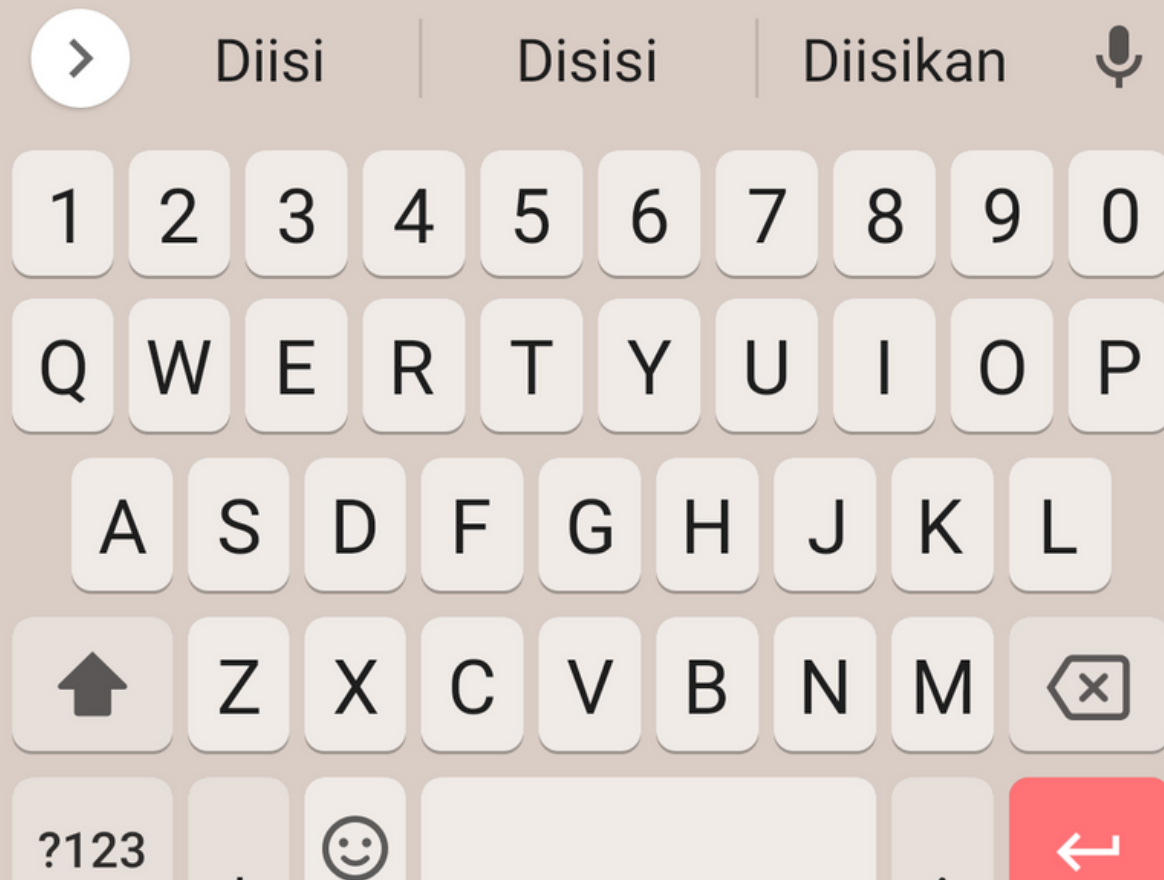 Diisi Disisi Diisikan
1 2 3 4 5 6 7 8 9 0
Q W E R T Y U I O P
A S D F G H J K L
Z X C V B N M
?123